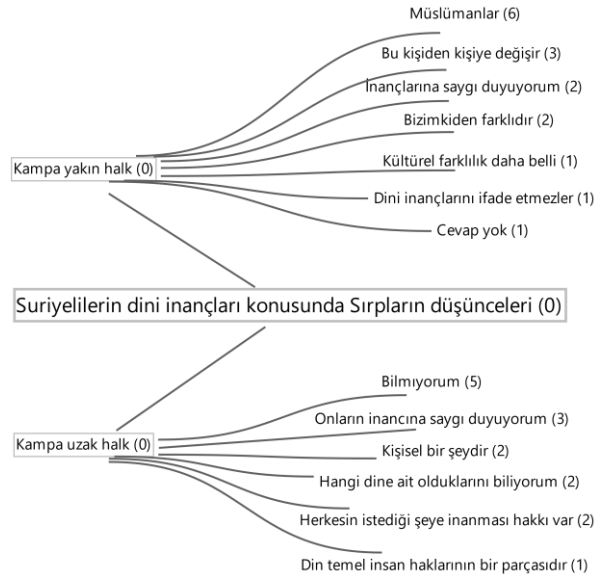 Müslümanlar (6)
Bu kişiden kişiye değişir (3)
İnançlarına saygı duyuyorum (2)
Bizimkiden farklıdır (2)
Kampa yakın halk (0)
Kültürel farklılık daha belli (1)
Dini inançlarını ifade etmezler (1)
Cevap yok (1)
Suriyelilerin dini inançları konusunda Sırpların düşünceleri (0)
Bilmıyorum (5)
Onların inancına saygı duyuyorum (3)
Kampa uzak halk (0)
Kişisel bir şeydir (2)
Hangi dine ait olduklarını biliyorum (2)
Herkesin istediği şeye inanması hakkı var (2)
Din temel insan haklarının bir parçasıdır (1)